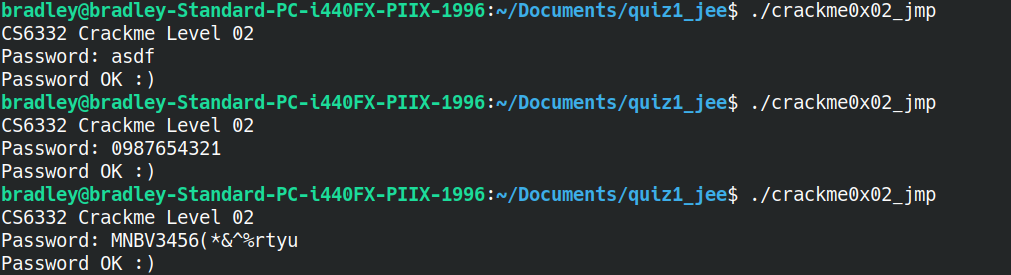 bradley@bradley-Standard-PC-i440FX-PIIX-1996:~/Documents/quiz1_jee$ ./crackme0x02_jmp
CS6332 Crackme Level 02
Password: asdf
Password OK :)
bradley@bradley-Standard-PC-i440FX-PIIX-1996:~/Documents/quiz1_jee$ ./crackme0x02_jmp
CS6332 Crackme Level 02
Password: 0987654321
Password OK :)
bradley@bradley-Standard-PC-i440FX-PIIX-1996:~/Documents/quiz1_jee$ ./crackme0x02_jmp
CS6332 Crackme Level 02
Password: MNBV3456(*&^%rtyu
Password OK :)